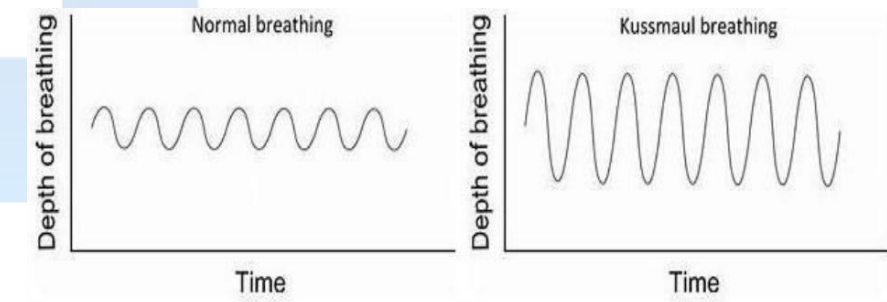 Normal breathing
Depth of breathing
Time
Kussmaul breathing
Depth of breathing
Time